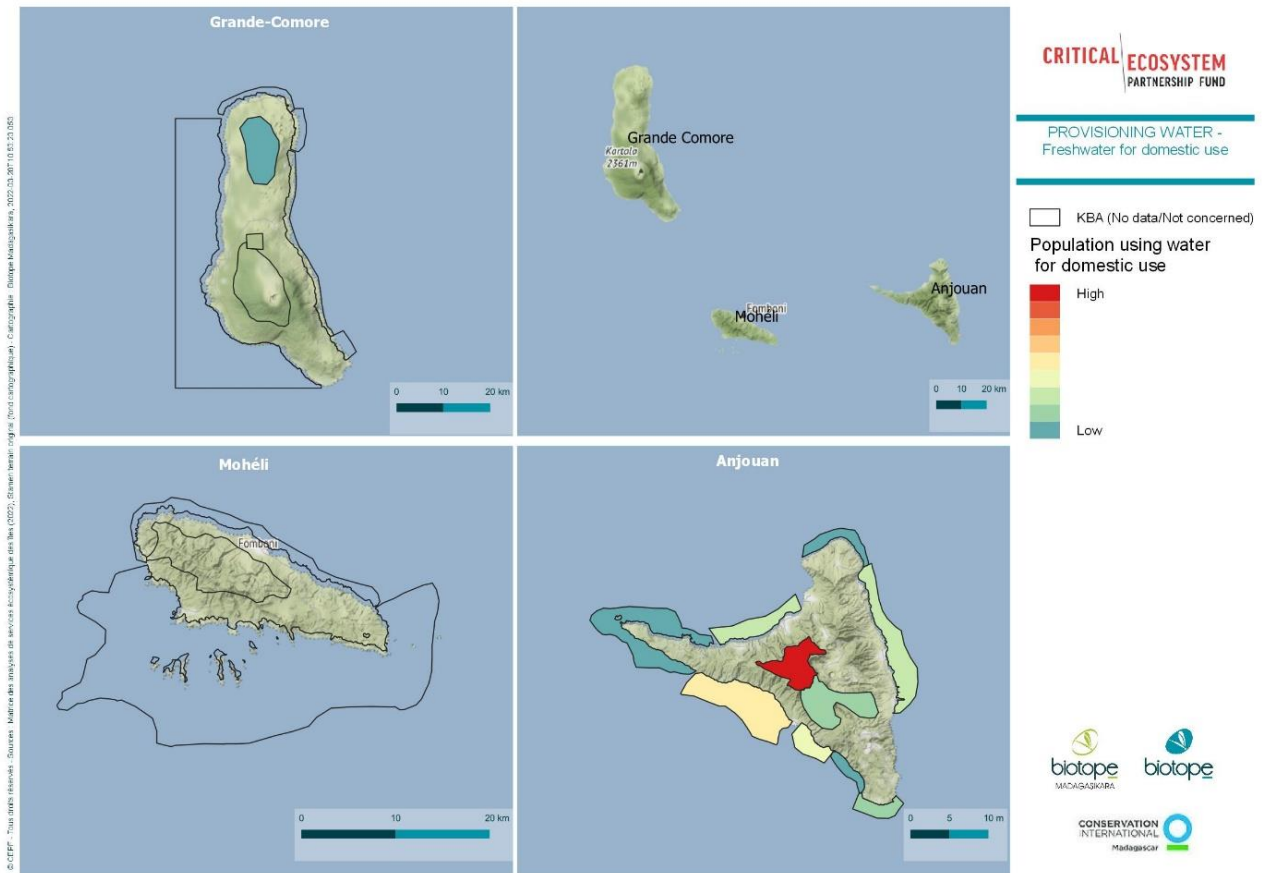 Grande-Comore
Grande Comore
Kartala
2361m
Fomboni
Mohéli
Anjouan
0 10 20 km
0 10 20 km
Mohéli
Fomboni
0 10 20 km
Anjouan
0 5 10 m
CRITICAL ECOSYSTEM
PARTNERSHIP FUND
PROVISIONING WATER -
Freshwater for domestic use
KBA (No data/Not concerned)
Population using water
for domestic use
High
Low
biotope
MADAGASIKARA
biotope
CONSERVATION
INTERNATIONAL
Madagascar